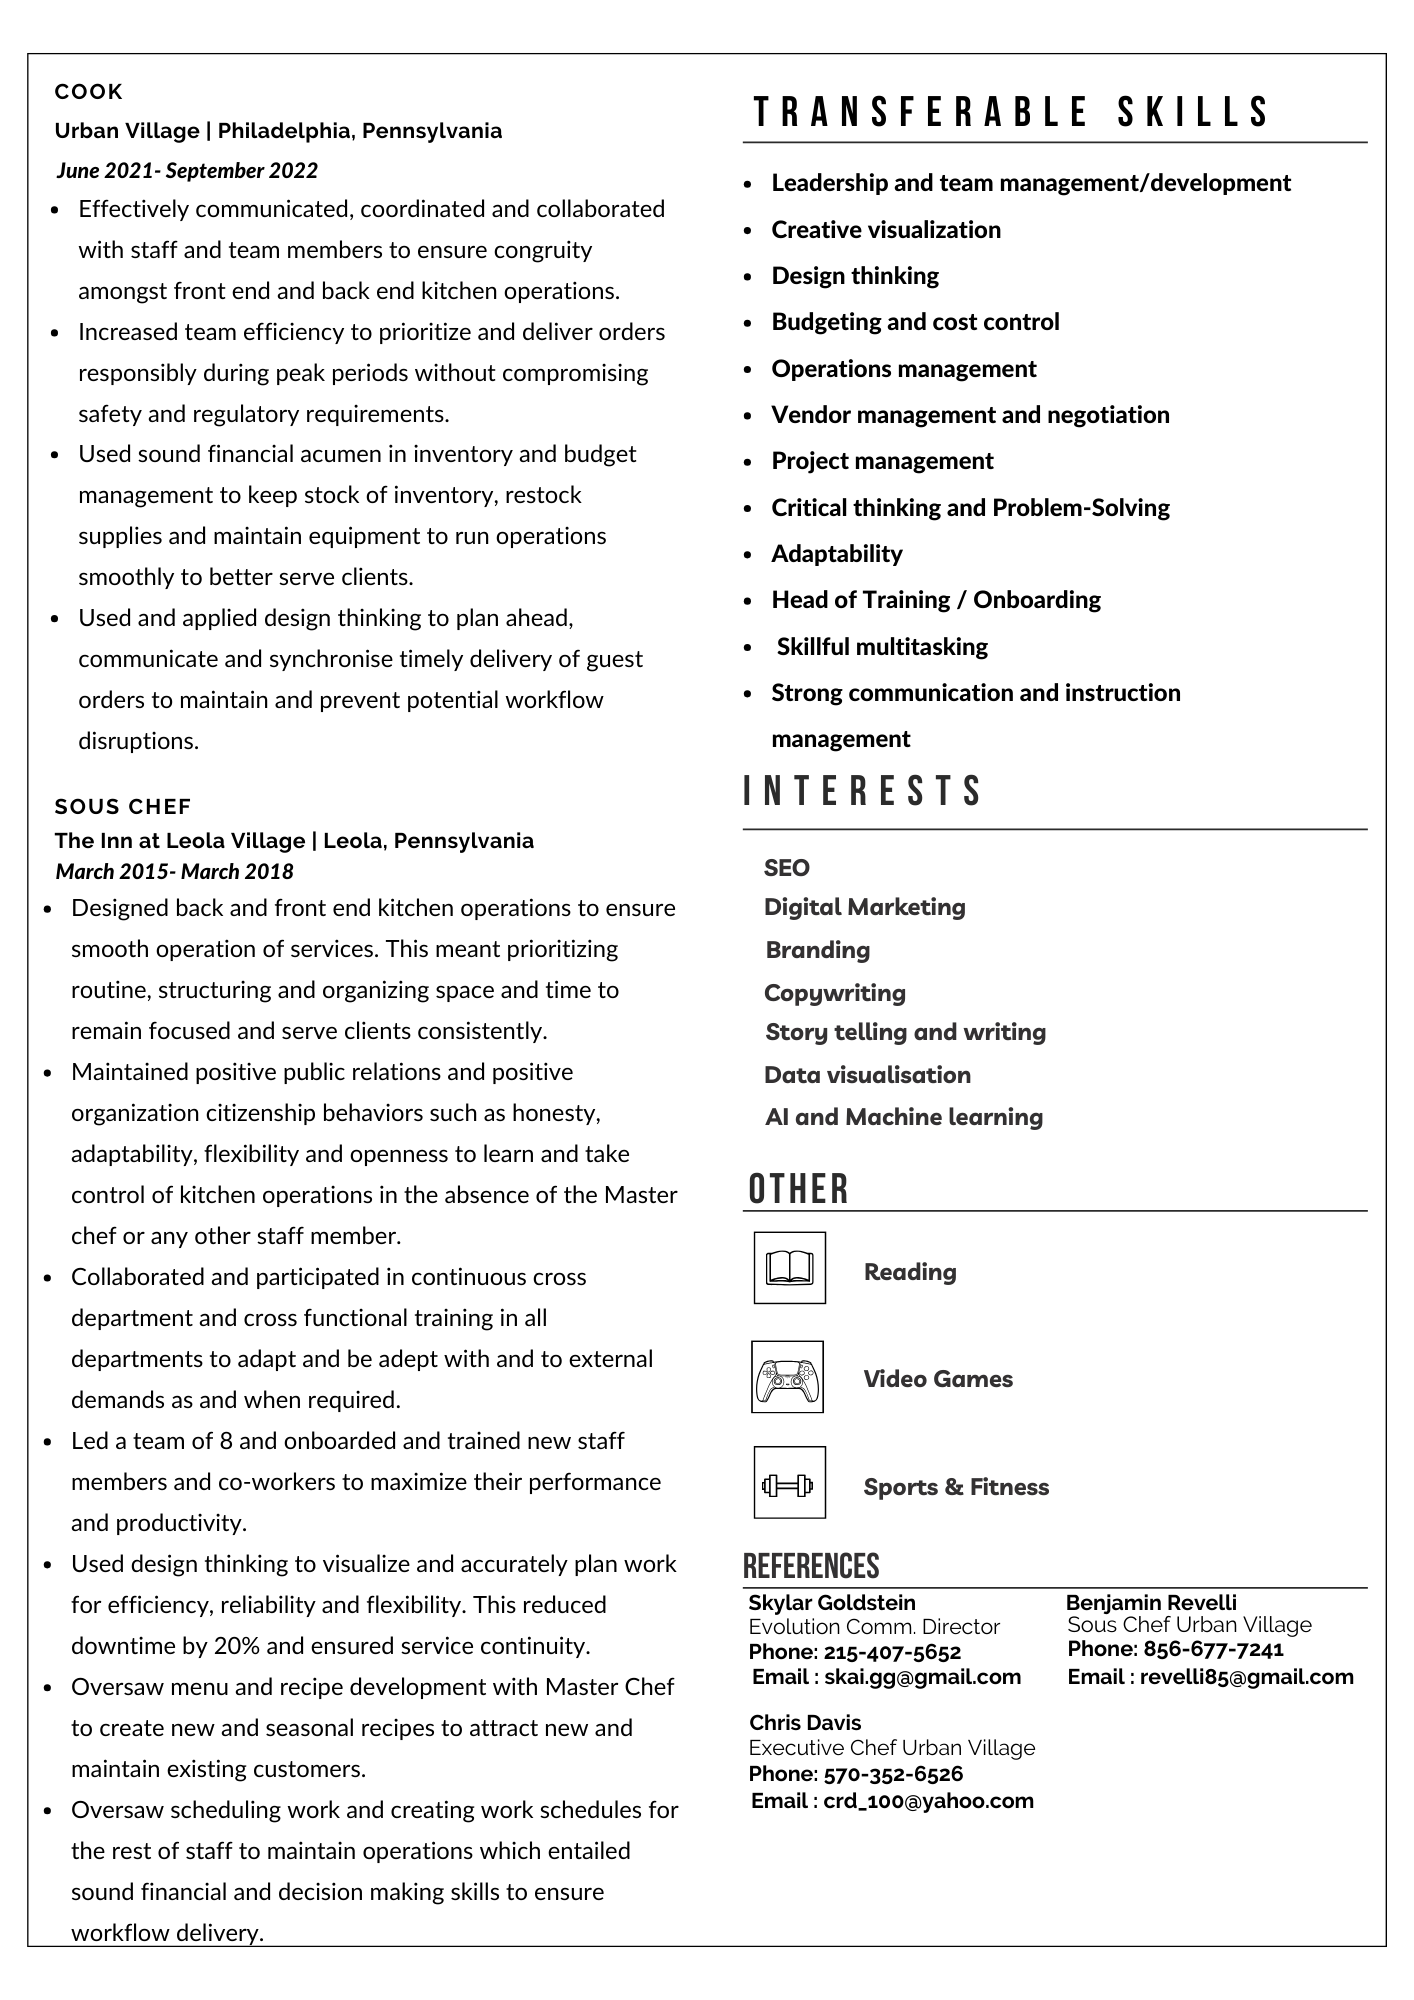 COOK
Urban Village | Philadelphia, Pennsylvania
June 2021- September 2022
• Effectively communicated, coordinated and collaborated
with staff and team members to ensure congruity
amongst front end and back end kitchen operations.
• Increased team efficiency to prioritize and deliver orders
responsibly during peak periods without compromising
safety and regulatory requirements.
• Used sound financial acumen in inventory and budget
management to keep stock of inventory, restock
supplies and maintain equipment to run operations
smoothly to better serve clients.
• Used and applied design thinking to plan ahead,
communicate and synchronise timely delivery of guest
orders to maintain and prevent potential workflow
disruptions.
SOUS CHEF
The Inn at Leola Village | Leola, Pennsylvania
March 2015- March 2018
• Designed back and front end kitchen operations to ensure
smooth operation of services. This meant prioritizing
routine, structuring and organizing space and time to
remain focused and serve clients consistently.
• Maintained positive public relations and positive
organization citizenship behaviors such as honesty,
adaptability, flexibility and openness to learn and take
control of kitchen operations in the absence of the Master
chef or any other staff member.
• Collaborated and participated in continuous cross
department and cross functional training in all
departments to adapt and be adept with and to external
demands as and when required.
• Led a team of 8 and onboarded and trained new staff
members and co-workers to maximize their performance
and productivity.
• Used design thinking to visualize and accurately plan work
for efficiency, reliability and flexibility. This reduced
downtime by 20% and ensured service continuity.
• Oversaw menu and recipe development with Master Chef
to create new and seasonal recipes to attract new and
maintain existing customers.
• Oversaw scheduling work and creating work schedules for
the rest of staff to maintain operations which entailed
sound financial and decision making skills to ensure
workflow delivery.
TRANSFERABLE SKILLS
• Leadership and team management/development
• Creative visualization
• Design thinking
• Budgeting and cost control
• Operations management
• Vendor management and negotiation
• Project management
• Critical thinking and Problem-Solving
• Adaptability
• Head of Training / Onboarding
• Skillful multitasking
• Strong communication and instruction
management
INTERESTS
SEO
Digital Marketing
Branding
Copywriting
Story telling and writing
Data visualisation
AI and Machine learning
OTHER
Reading
Video Games
Sports & Fitness
REFERENCES
Skylar Goldstein
Evolution Comm. Director
Phone: 215-407-5652
Email : skai.gg@gmail.com
Benjamin Revelli
Sous Chef Urban Village
Phone: 856-677-7241
Email : revelli85@gmail.com
Chris Davis
Executive Chef Urban Village
Phone: 570-352-6526
Email : crd_100@yahoo.com